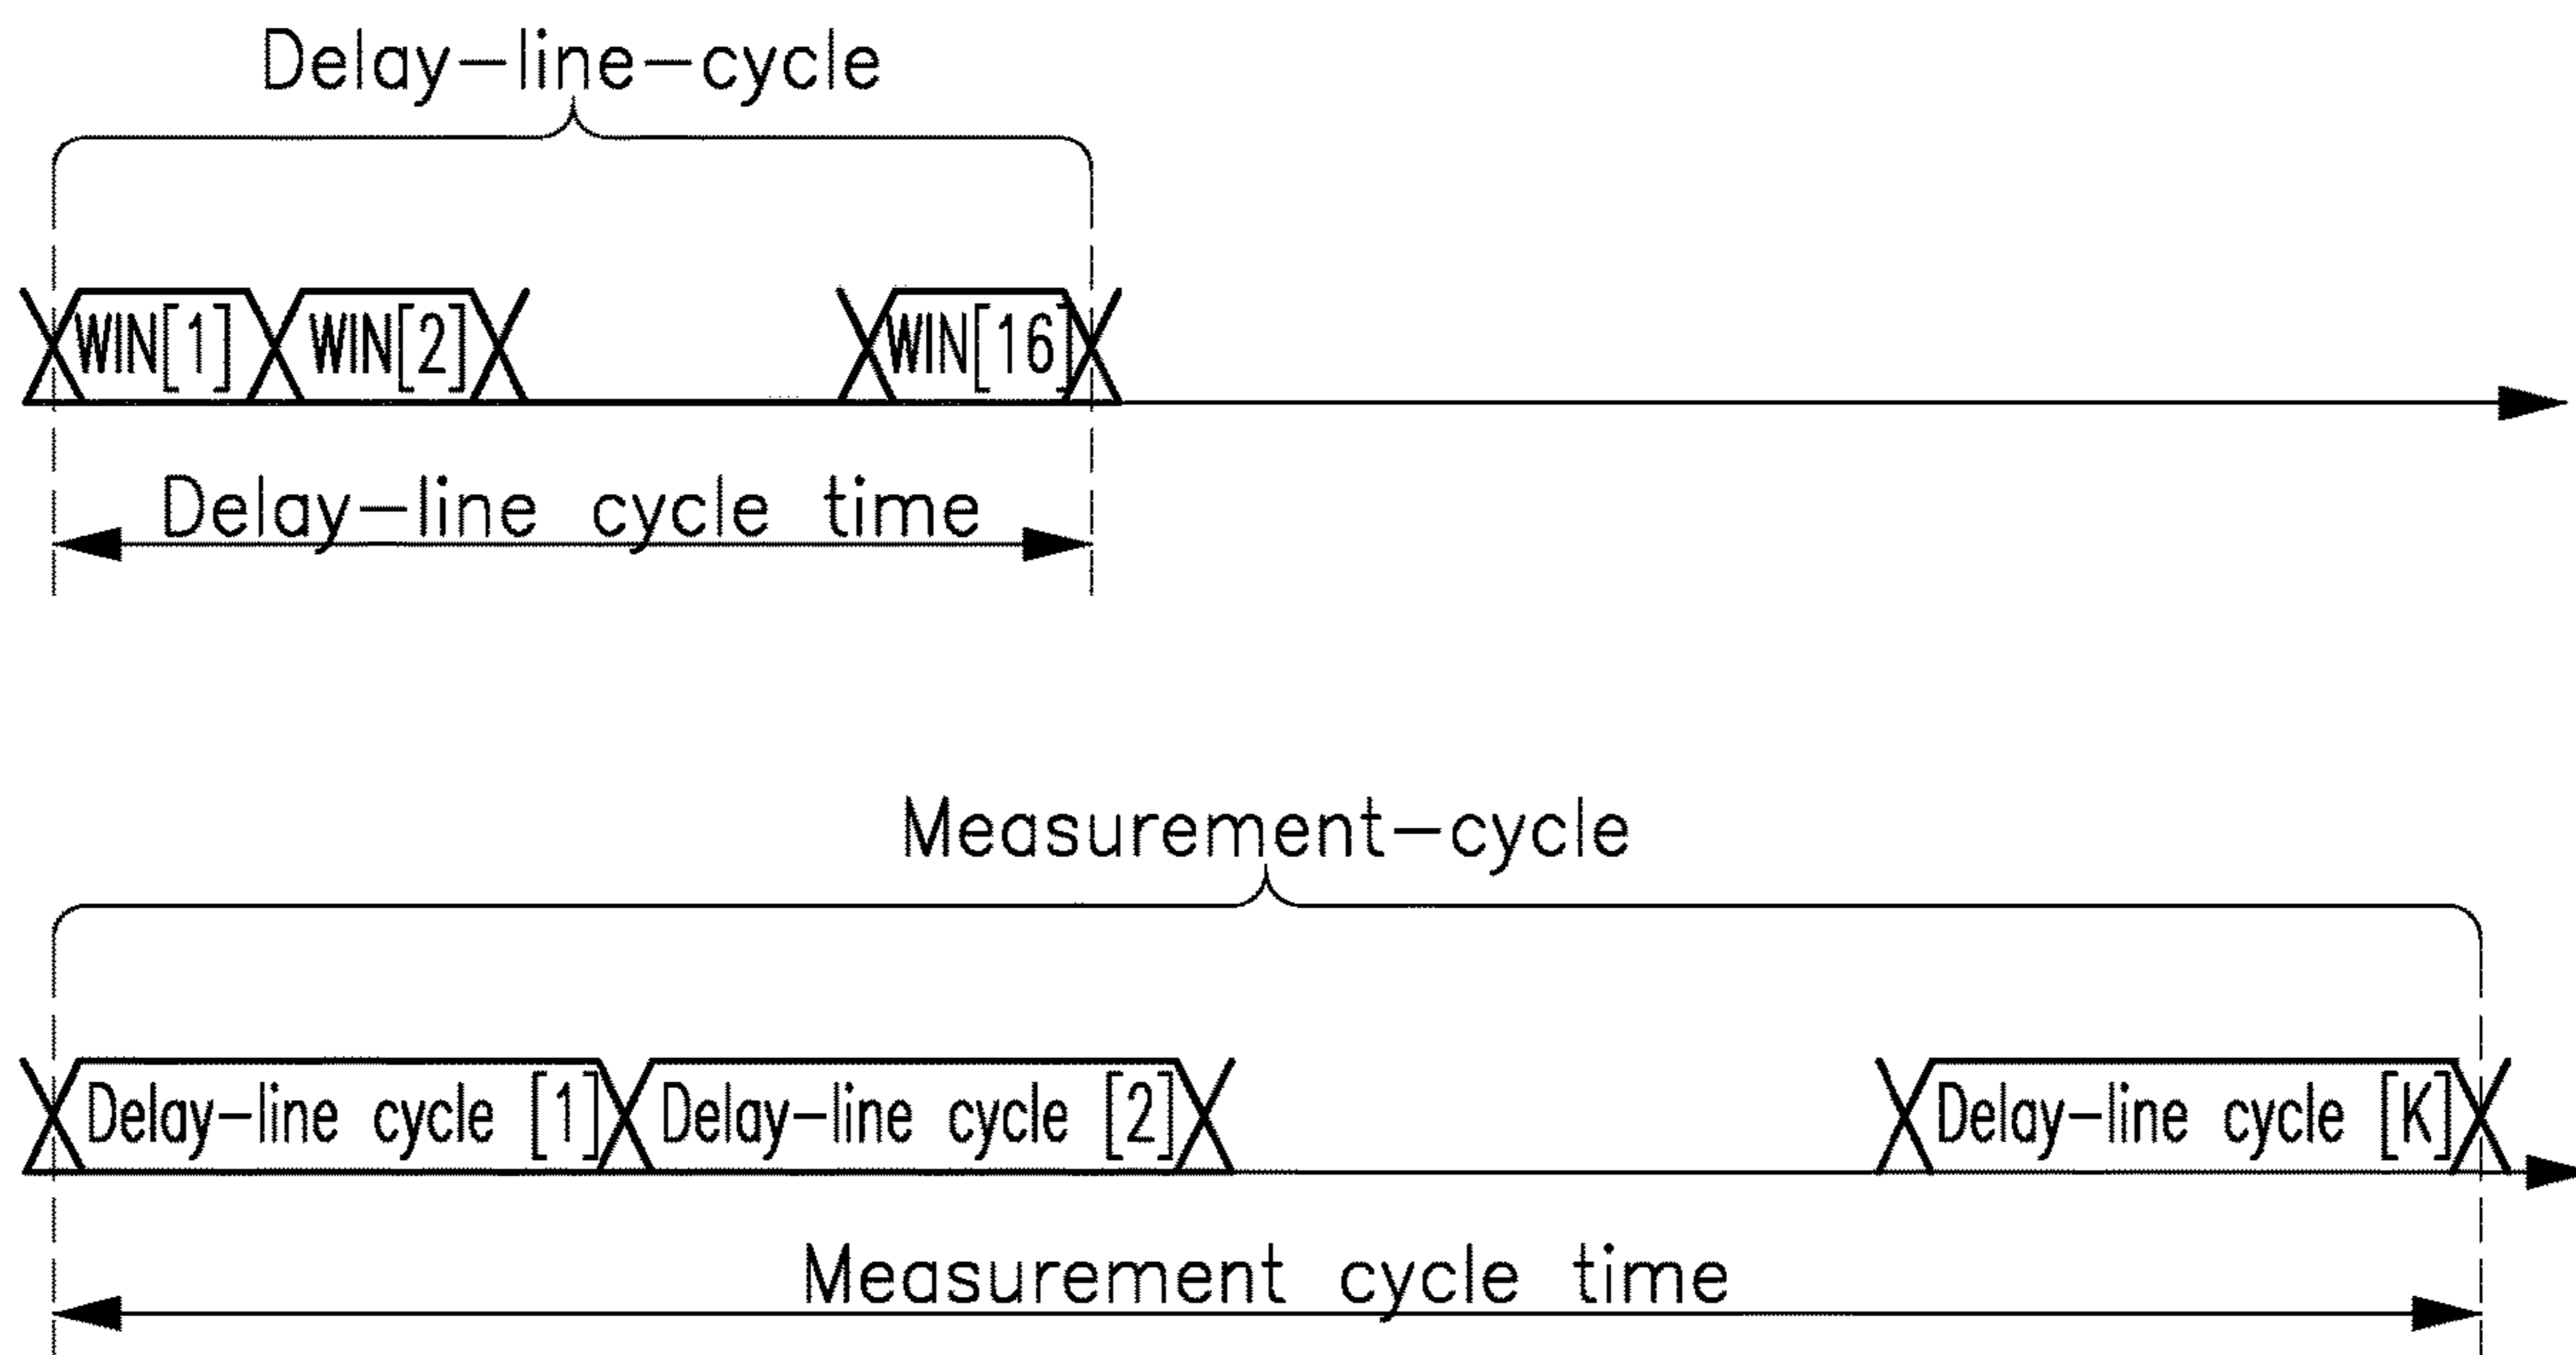 Delay-line-cycle
WIN[1] WIN[2] WIN[16]
Delay-line cycle time
Measurement-cycle
Delay-line cycle [1] Delay-line cycle [2] Delay-line cycle [K]
Measurement cycle time